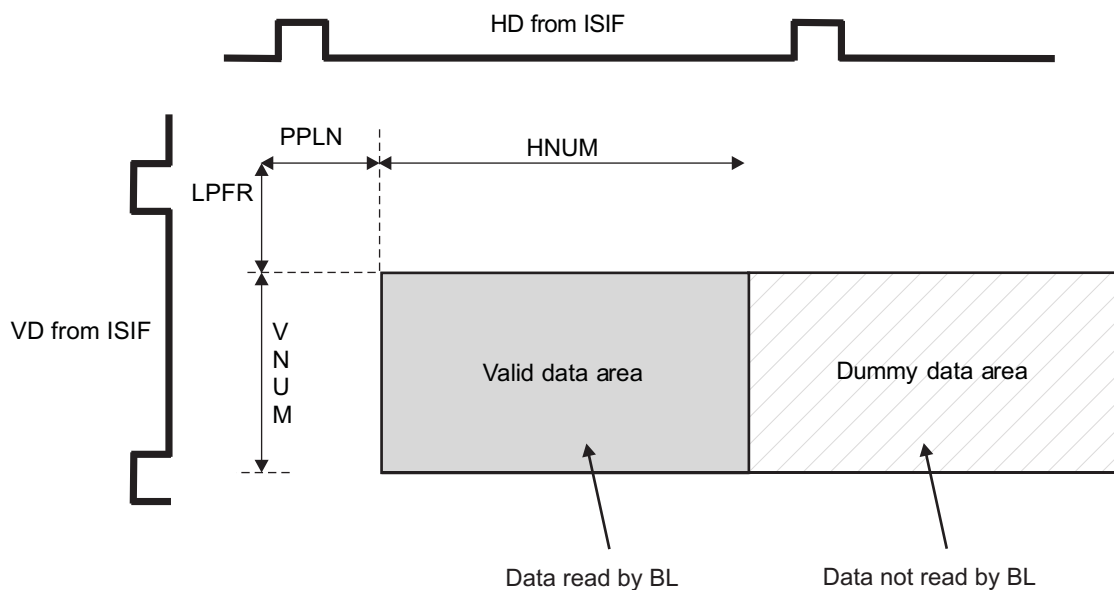 HD from ISIF
PPLN
HNUM
LPFR
VD from ISIF
V
N
U
M
Valid data area
Dummy data area
Data read by BL
Data not read by BL